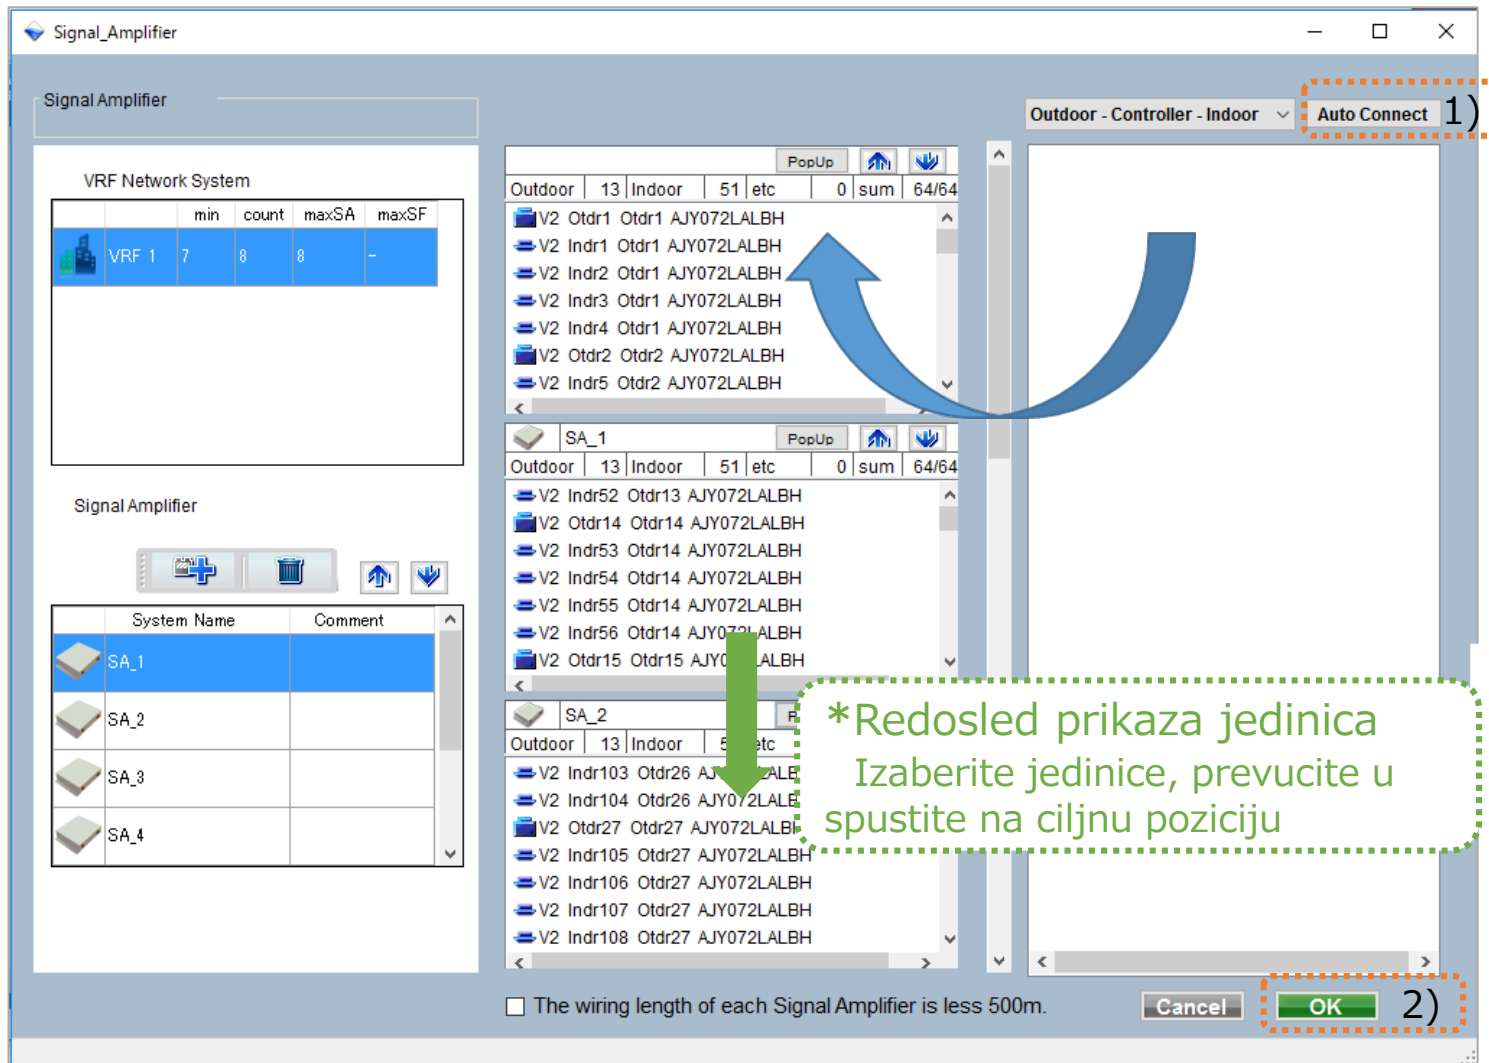 Signal_Amplifier
Signal Amplifier
Outdoor - Controller - Indoor
Auto Connect
1)
VRF Network System
min count maxSA maxSF
VRF 1 7 8 8 -
PopUp
Outdoor 13 Indoor 51 etc 0 sum 64/64
V2 Otdr1 Otdr1 AJY072LALBH
V2 Indr1 Otdr1 AJY072LALBH
V2 Indr2 Otdr1 AJY072LALBH
V2 Indr3 Otdr1 AJY072LALBH
V2 Indr4 Otdr1 AJY072LALBH
V2 Otdr2 Otdr2 AJY072LALBH
V2 Indr5 Otdr2 AJY072LALBH
SA_1 PopUp
Outdoor 13 Indoor 51 etc 0 sum 64/64
V2 Indr52 Otdr13 AJY072LALBH
V2 Otdr14 Otdr14 AJY072LALBH
V2 Indr53 Otdr14 AJY072LALBH
V2 Indr54 Otdr14 AJY072LALBH
V2 Indr55 Otdr14 AJY072LALBH
V2 Indr56 Otdr14 AJY072LALBH
V2 Otdr15 Otdr15 ALBH
SA_2
Outdoor 13 Indoor etc
V2 Indr103 Otdr26
V2 Indr104 Otdr26
V2 Otdr27 Otdr27 AJY072LALBH
V2 Indr105 Otdr27 AJY072LALBH
V2 Indr106 Otdr27 AJY072LALBH
V2 Indr107 Otdr27 AJY072LALBH
V2 Indr108 Otdr27 AJY072LALBH
Signal Amplifier
System Name Comment
SA_1
SA_2
SA_3
SA_4
*Redosled prikaza jedinica
Izaberite jedinice, prevucite u
spustite na ciljnu poziciju
The wiring length of each Signal Amplifier is less 500m.
Cancel
OK
2)